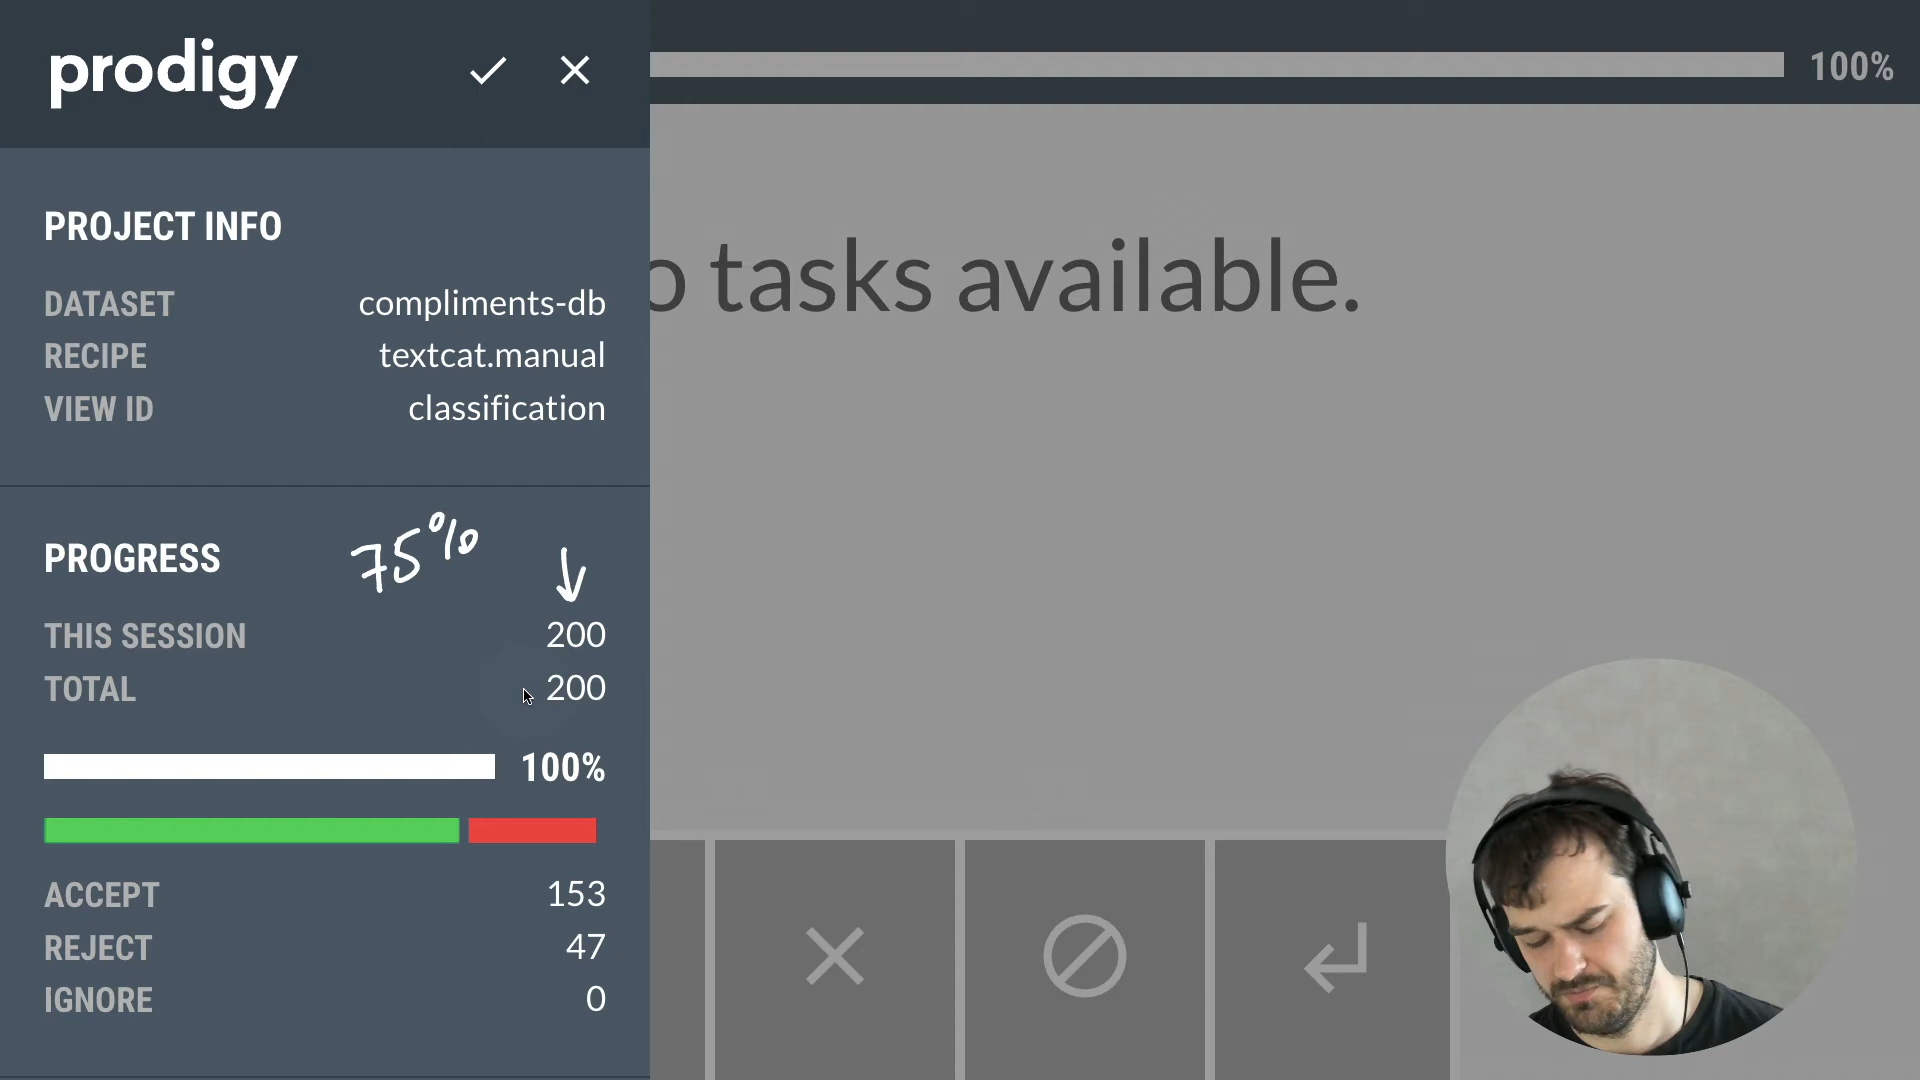 prodigy
100%
PROJECT INFO
o tasks available.
DATASET compliments-db
RECIPE textcat.manual
VIEW ID classification
PROGRESS 75%
THIS SESSION 200
TOTAL 200
100%
ACCEPT 153
REJECT 47
IGNORE 0